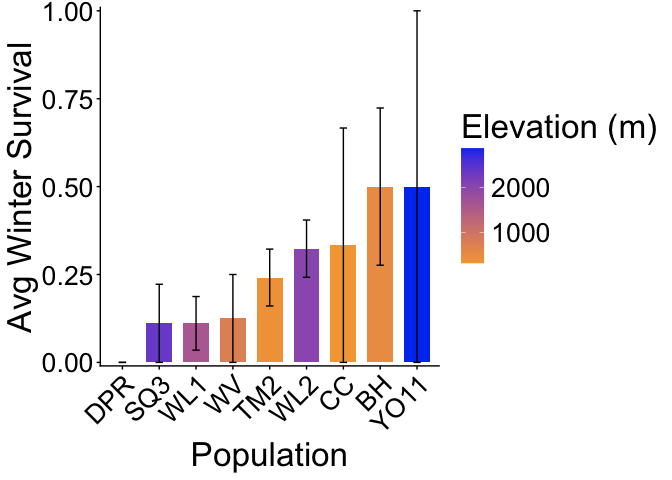 Avg Winter Survival
1.00
0.75
0.50
0.25
0.00
DPR
SQ3
WL1
WV
TM2
WL2
CC
BH
YO11
Population
Elevation (m)
2000
1000